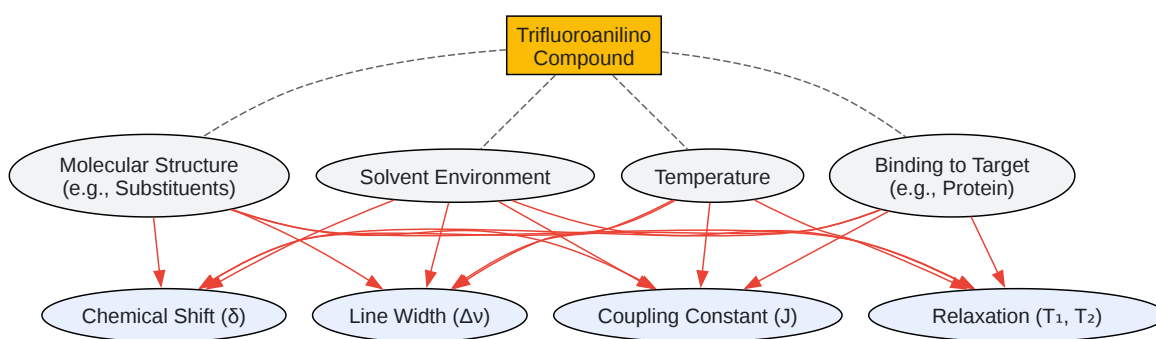 Trifluoroanilino
Compound
Molecular Structure
(e.g., Substituents)
Solvent Environment
Temperature
Binding to Target
(e.g., Protein)
Chemical Shift (δ)
Line Width (Δν)
Coupling Constant (J)
Relaxation (T₁, T₂)